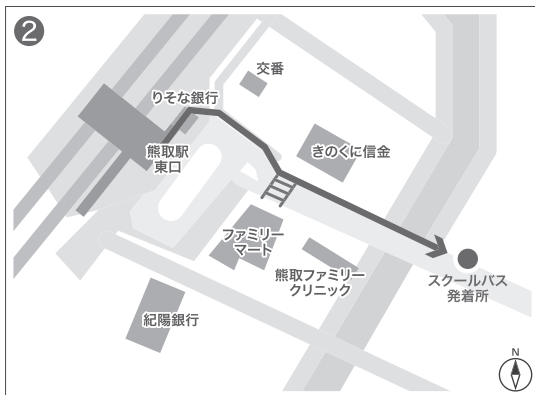 2
交番
りそな銀行
きのくに信金
熊取駅
東口
ファミリー
マート
熊取ファミリー
クリニック
スクールバス
発着所
紀陽銀行
N